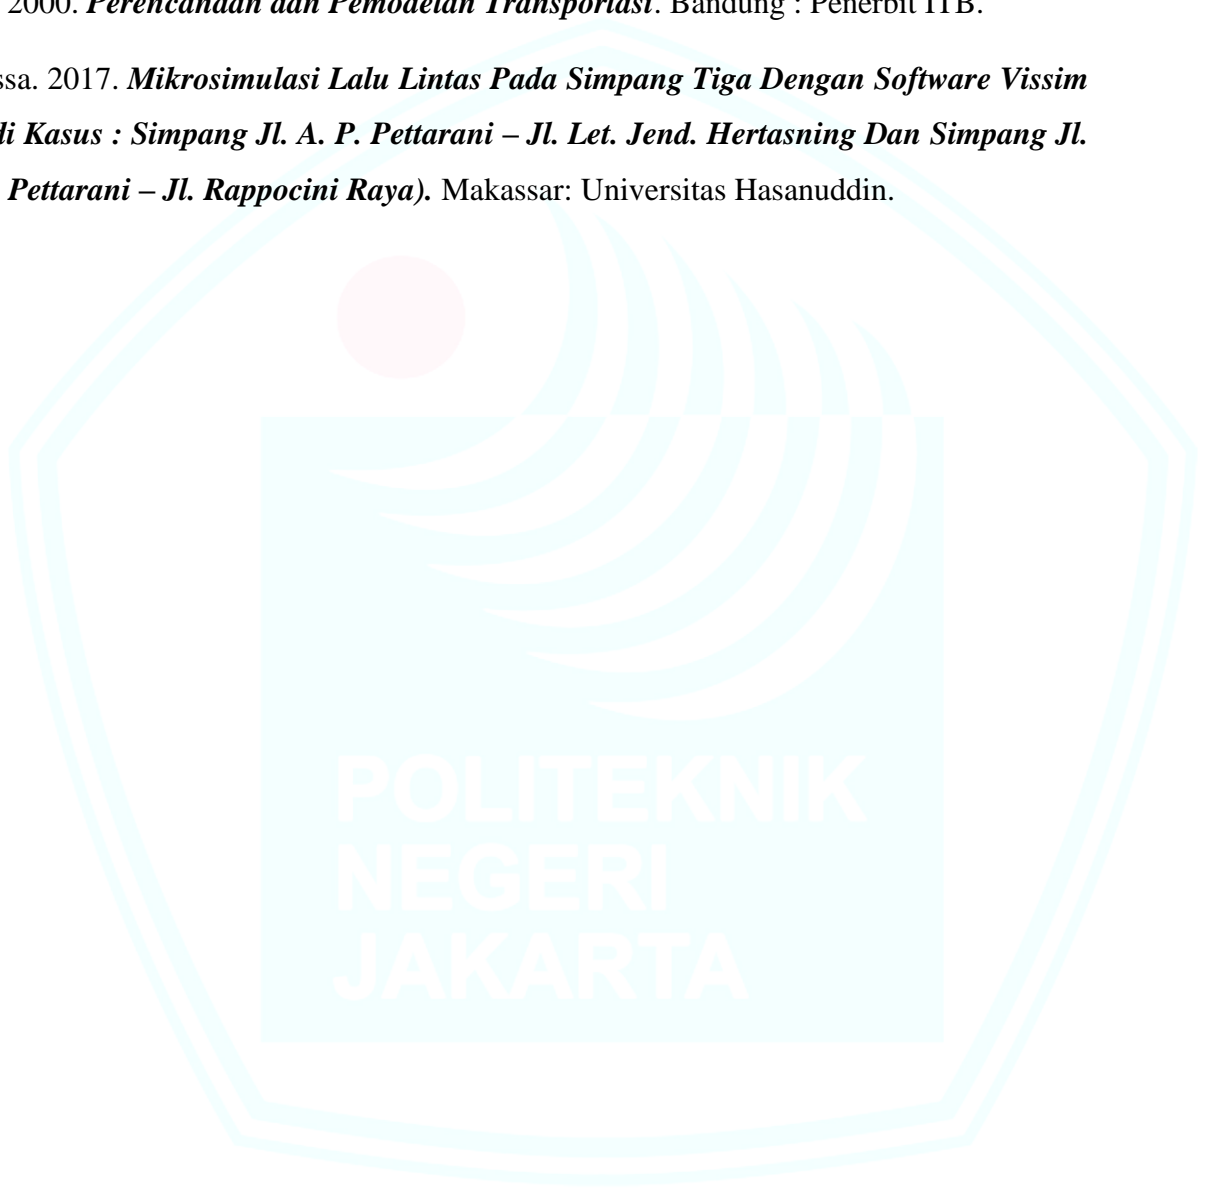 2000. Perencanaan dan Pemodelan Transportasi. Bandung : Penerbit ITB.
ssa. 2017. Mikrosimulasi Lalu Lintas Pada Simpang Tiga Dengan Software Vissim
di Kasus : Simpang Jl. A. P. Pettarani – Jl. Let. Jend. Hertasning Dan Simpang Jl.
Pettarani – Jl. Rappocini Raya). Makassar: Universitas Hasanuddin.
POLITEKNIK
NEGERI
JAKARTA